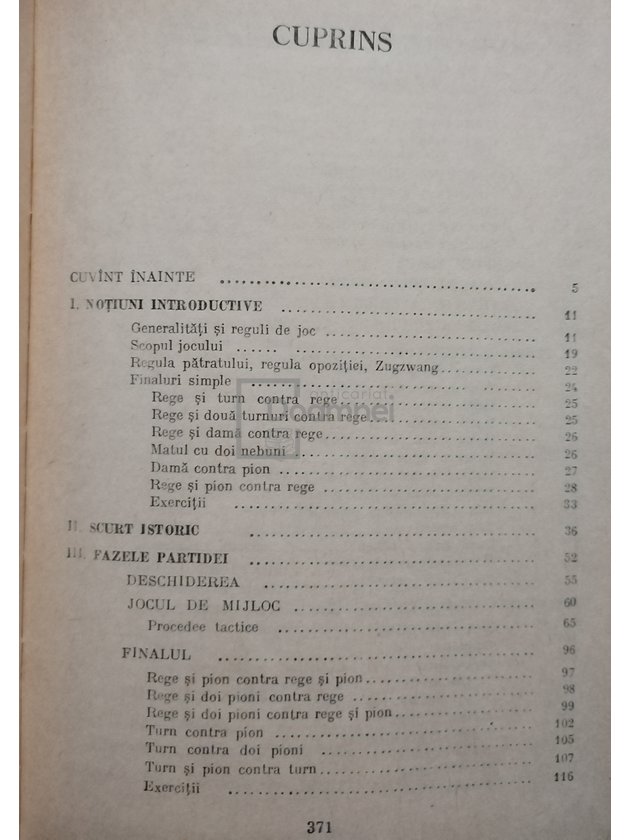 CUPRINS
CUVÎNT ÎNAINTE .................... 5
I. NOȚIUNI INTRODUCTIVE .................... 11
Generalități și reguli de joc .................... 11
Scopul jocului .................... 19
Regula pătratului, regula opoziției, Zugzwang .................... 22
Finaluri simple .................... 24
Rege și turn contra rege .................... 25
Rege și două turnuri contra rege .................... 25
Rege și damă contra rege .................... 26
Matul cu doi nebuni .................... 26
Damă contra pion .................... 27
Rege și pion contra rege .................... 28
Exerciții .................... 33
II. SCURT ISTORIC .................... 36
III. FAZELE PARTIDEI .................... 52
DESCHIDEREA .................... 55
JOCUL DE MIJLOC .................... 60
Procedee tactice .................... 65
FINALUL .................... 96
Rege și pion contra rege și pion .................... 97
Rege și doi pioni contra rege .................... 98
Rege și doi pioni contra rege și pion .................... 99
Turn contra pion .................... 102
Turn contra doi pioni .................... 105
Turn și pion contra turn .................... 107
Exerciții .................... 116
371